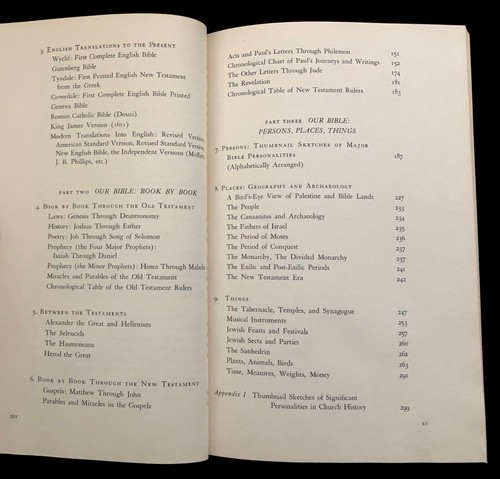 3. English Translations to the Present
Wyclif: First Complete English Bible
Gutenberg Bible
Tyndale: First Printed English New Testament
from the Greek
Coverdale: First Complete English Bible Printed
Geneva Bible
Roman Catholic Bible (Douai)
King James Version (1611)
Modern Translations Into English: Revised Version,
American Standard Version, Revised Standard Version,
New English Bible, the Independent Versions (Moffat,
J. B. Phillips, etc.)
PART TWO OUR BIBLE: BOOK BY BOOK
4. Book by Book Through the Old Testament
Laws: Genesis Through Deuteronomy
History: Joshua Through Esther
Poetry: Job Through Song of Solomon
Prophecy (the Four Major Prophets):
Isaiah Through Daniel
Prophecy (the Minor Prophets): Hosea Through
Miracles and Parables of the Old Testament
Chronological Table of the Old Testament Rulers
5. Between the Testaments
Alexander the Great and Hellenism
The Seleucids
The Hasmoneans
Herod the Great
6. Book by Book Through the New Testament
Gospels: Matthew Through John
Parables and Miracles in the Gospels
xiv
Acts and Paul's Letters Through Philemon 151
Chronological Chart of Paul's Journeys and Writings 152
The Other Letters Through Jude 174
The Revelation 181
Chronological Table of New Testament Rulers 183
PART THREE OUR BIBLE:
PERSONS, PLACES, THINGS
7. Persons: Thumbnail Sketches of Major
Bible Personalities 187
(Alphabetically Arranged)
8. Places: Geography and Archaeology
A Bird's-Eye View of Palestine and Bible Lands 227
The People 233
The Canaanites and Archaeology 234
The Fathers of Israel 235
The Period of Moses 236
The Period of Conquest 237
The Monarchy, The Divided Monarchy 237
The Exilic and Post-Exilic Periods 241
The New Testament Era 242
9. Things
The Tabernacle, Temples, and Synagogue 247
Musical Instruments 255
Jewish Feasts and Festivals 257
Jewish Sects and Parties 260
The Sanhedrin 262
Plants, Animals, Birds 263
Time, Measures, Weights, Money 291
Appendix I Thumbnail Sketches of Significant
Personalities in Church History 299
xv